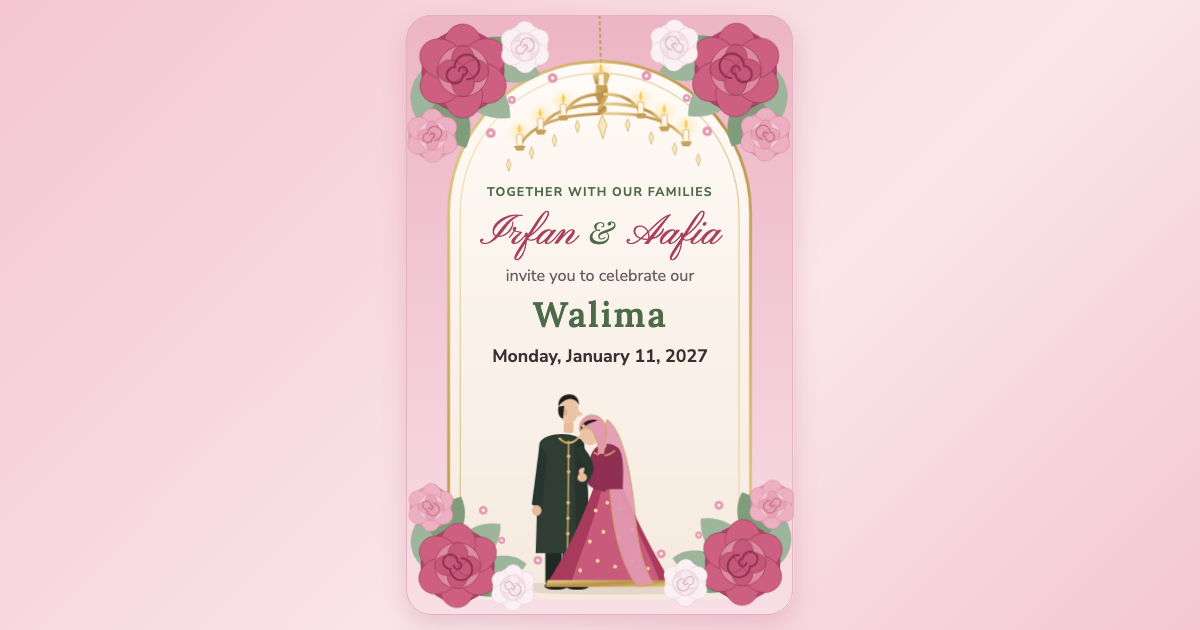 TOGETHER WITH OUR FAMILIES
Irfan & Aafia
invite you to celebrate our
Walima
Monday, January 11, 2027